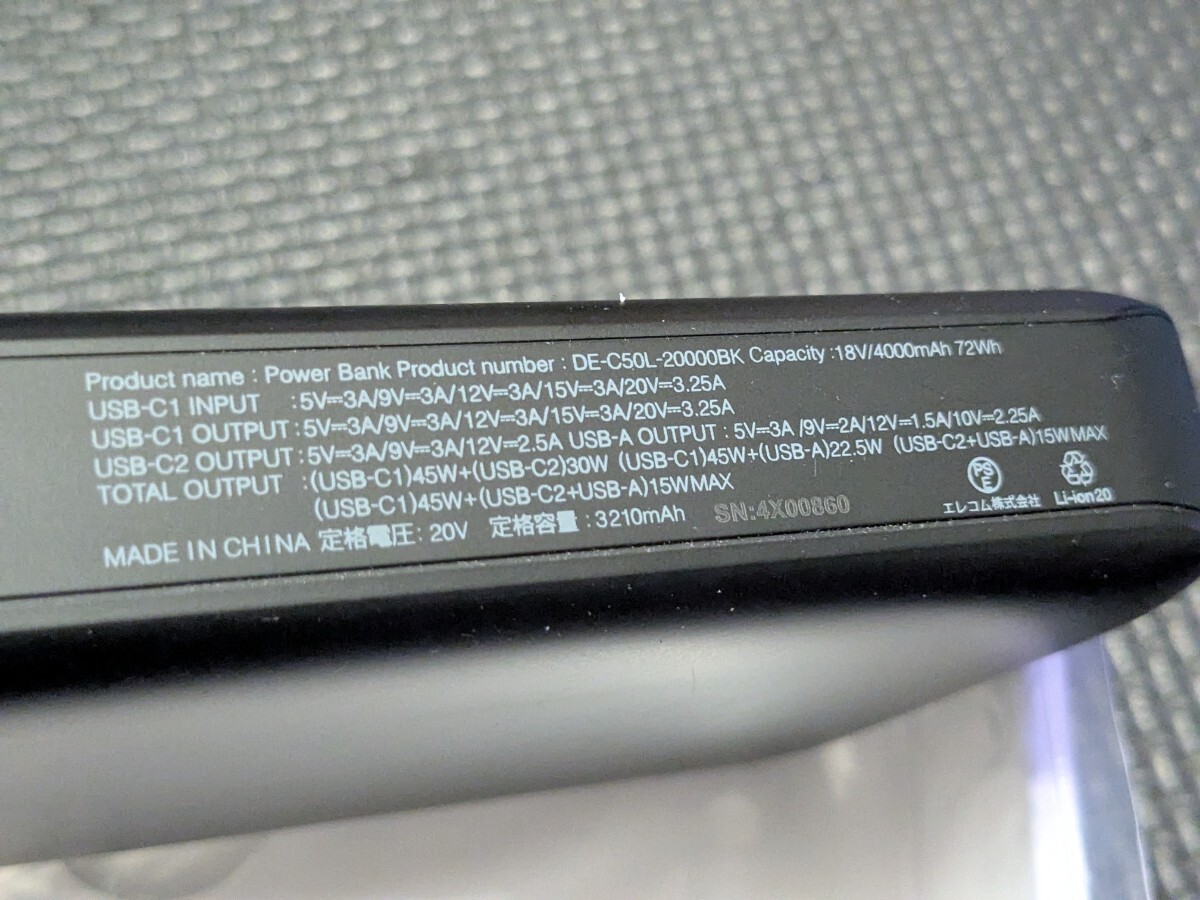 Product name : Power Bank Product number : DE-C50L-20000BK Capacity :18V/4000mAh 72Wh
USB-C1 INPUT :5V⎓3A/9V⎓3A/12V⎓3A/15V⎓3A/20V⎓3.25A
USB-C1 OUTPUT:5V⎓3A/9V⎓3A/12V⎓3A/15V⎓3A/20V⎓3.25A
USB-C2 OUTPUT:5V⎓3A/9V⎓3A/12V⎓2.5A USB-A OUTPUT : 5V⎓3A /9V⎓2A/12V⎓1.5A/10V⎓2.25A
TOTAL OUTPUT :(USB-C1)45W+(USB-C2)30W (USB-C1)45W+(USB-A)22.5W (USB-C2+USB-A)15WMAX
(USB-C1)45W+(USB-C2+USB-A)15WMAX
MADE IN CHINA 定格電圧: 20V 定格容量 : 3210mAh SN:4X00860
PSE
エレコム株式会社 Li-ion20